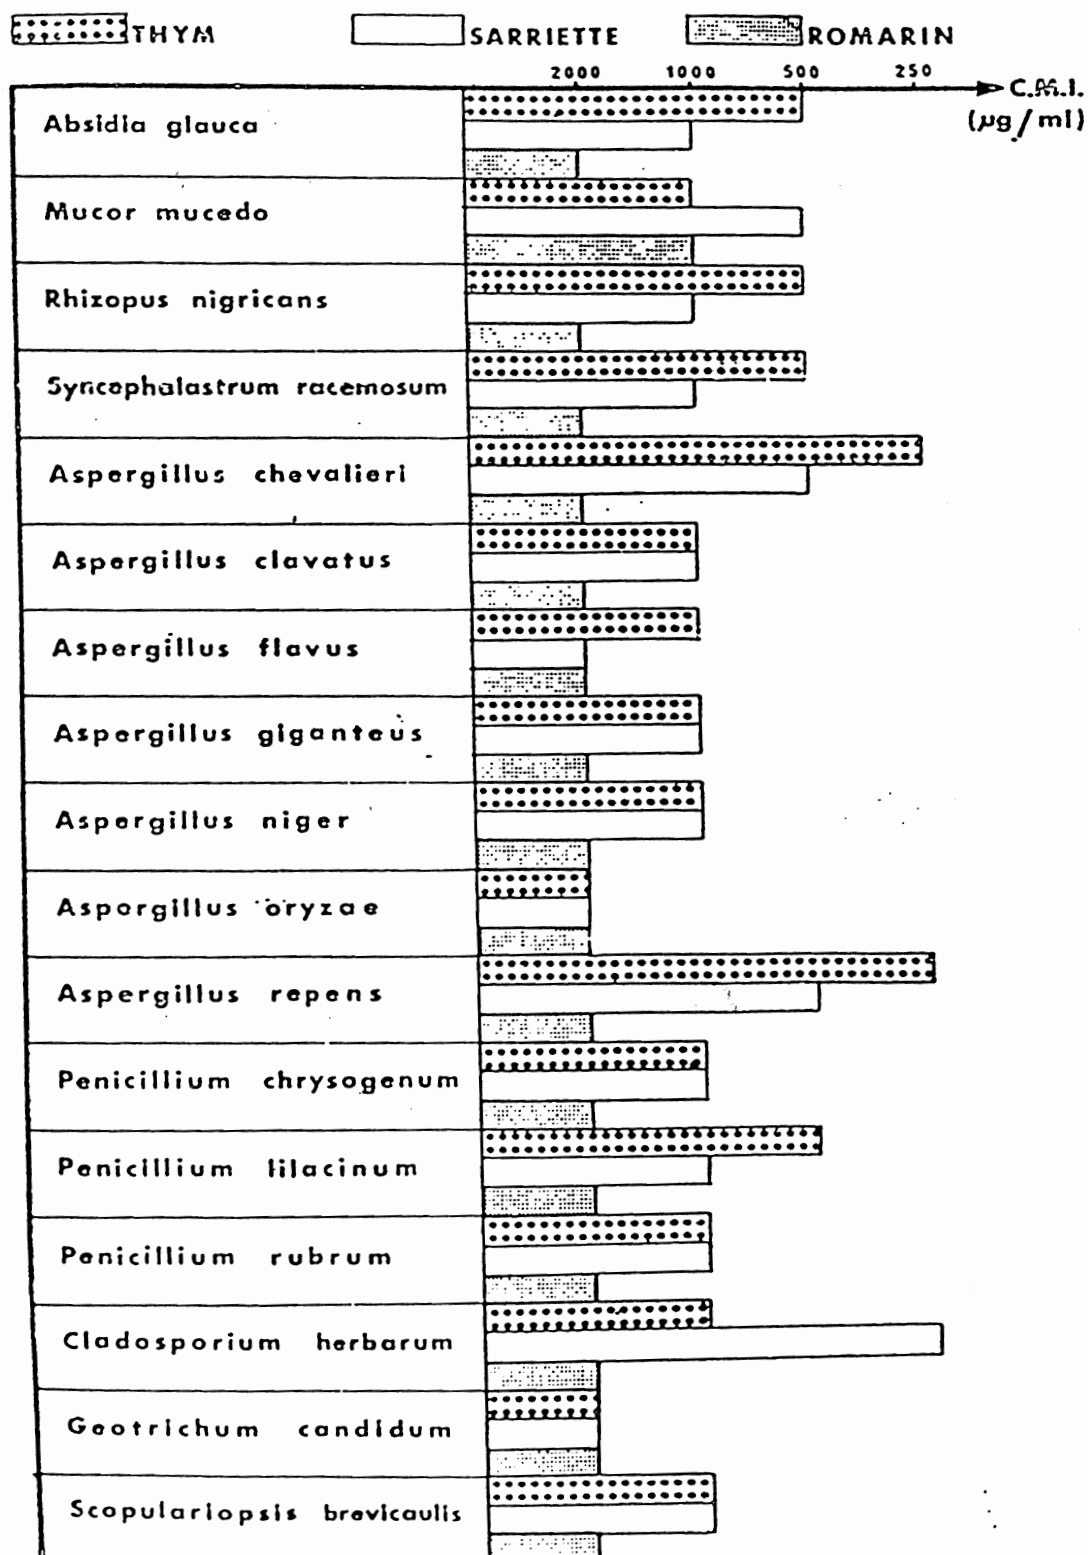 THYM SARRIETTE ROMARIN
2000 1000 500 250
C.M.I.
(µg/ml)
Absidia glauca
Mucor mucedo
Rhizopus nigricans
Syncephalastrum racemosum
Aspergillus chevalieri
Aspergillus clavatus
Aspergillus flavus
Aspergillus giganteus
Aspergillus niger
Aspergillus oryzae
Aspergillus repens
Penicillium chrysogenum
Penicillium lilacinum
Penicillium rubrum
Cladosporium herbarum
Geotrichum candidum
Scopulariopsis brevicaulis